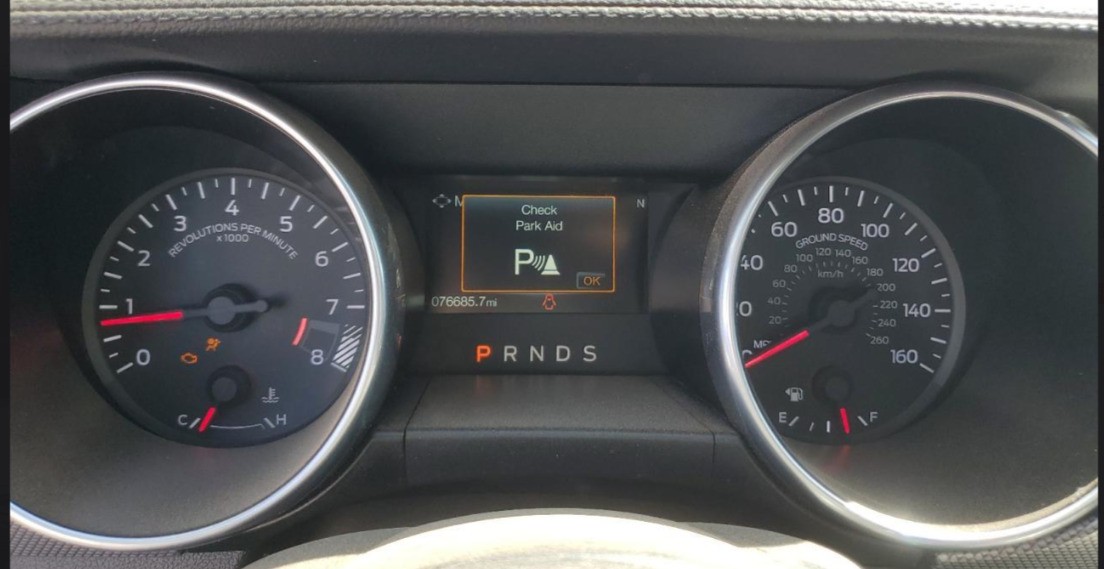 4
3
5
REVOLUTIONS PER MINUTE
x1000
2
6
1
7
0
8
C
H
M
N
Check
Park Aid
P
OK
076685.7mi
P R N D S
80
60
100
GROUND SPEED
40
120
100 120 140 160
80
180
km/h
60
200
40
220
140
20
240
260
160
E
F